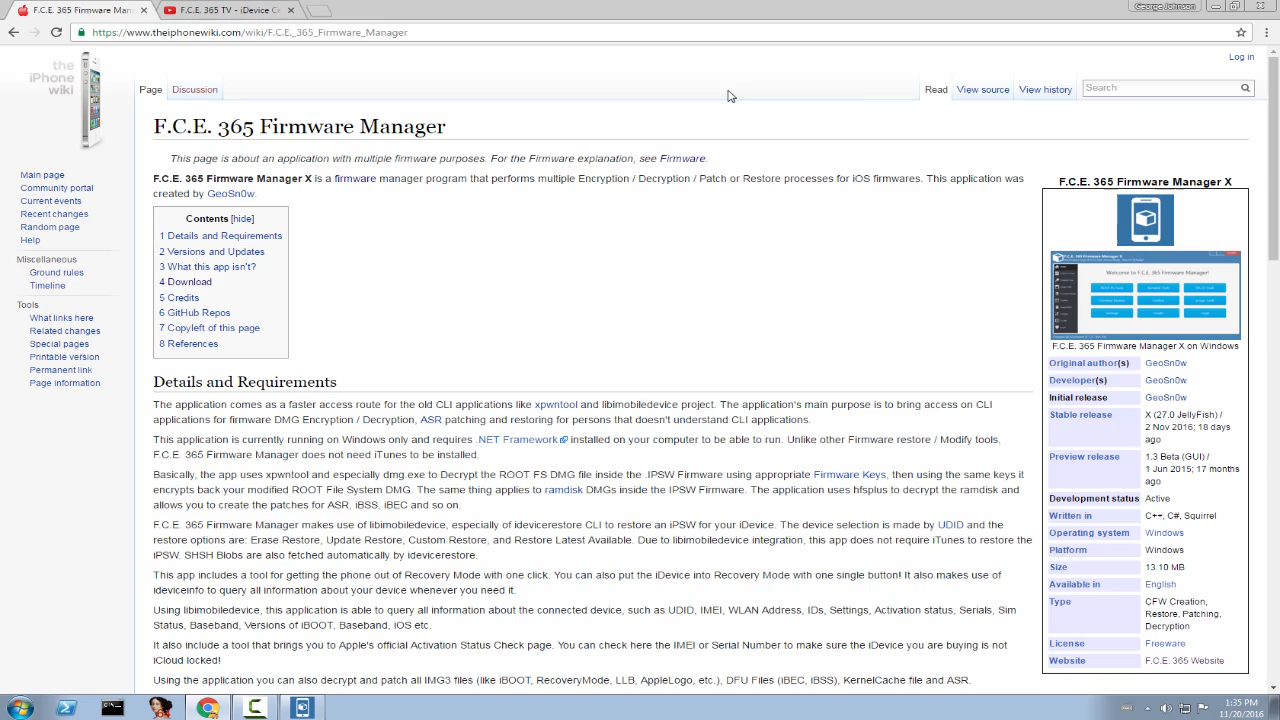 F.C.E. 365 Firmware Man
F.C.E. 365 TV - iDevice Ce
George Johnson
https://www.theiphonewiki.com/wiki/F.C.E._365_Firmware_Manager
the
iPhone
wiki
Log in
Page
Discussion
Read
View source
View history
Search
F.C.E. 365 Firmware Manager
This page is about an application with multiple firmware purposes. For the Firmware explanation, see Firmware.
F.C.E. 365 Firmware Manager X is a firmware manager program that performs multiple Encryption / Decryption / Patch or Restore processes for iOS firmwares. This application was
created by GeoSn0w.
Main page
Community portal
Current events
Recent changes
Random page
Help
Miscellaneous
Ground rules
Timeline
Tools
What links here
Related changes
Special pages
Printable version
Permanent link
Page information
Contents [hide]
1 Details and Requirements
2 Versions and Updates
3 What this app isn't?
4 Download
5 Credits
6 GitHub Repos
7 Copyleft of this page
8 References
Details and Requirements
The application comes as a faster access route for the old CLI applications like xpwntool and libimobiledevice project. The application's main purpose is to bring access on CLI
applications for firmware DMG Encryption / Decryption, ASR patching and restoring for persons that doesn't understand CLI applications.
This application is currently running on Windows only and requires .NET Framework installed on your computer to be able to run. Unlike other Firmware restore / Modify tools,
F.C.E. 365 Firmware Manager does not need iTunes to be installed.
Basically, the app uses xpwntool and especially dmg.exe to Decrypt the ROOT FS DMG file inside the .IPSW Firmware using appropriate Firmware Keys, then using the same keys it
encrypts back your modified ROOT File System DMG. The same thing applies to ramdisk DMGs inside the IPSW Firmware. The application uses hfsplus to decrypt the ramdisk and
allows you to create the patches for ASR, iBSS, iBEC and so on.
F.C.E. 365 Firmware Manager makes use of libmobiledevice, especially of idevicerestore CLI to restore an iPSW for your iDevice. The device selection is made by UDID and the
restore options are: Erase Restore, Update Restore, Custom Restore, and Restore Latest Available. Due to libmobiledevice integration, this app does not require iTunes to restore the
iPSW. SHSH Blobs are also fetched automatically by idevicerestore.
This app includes a tool for getting the phone out of Recovery Mode with one click. You can also put the iDevice into Recovery Mode with one single button! It also makes use of
ideviceinfo to query all information about your device whenever you need it.
Using libmobiledevice, this application is able to query all information about the connected device, such as UDID, IMEI, WLAN Address, IDs, Settings, Activation status, Serials, Sim
Status, Baseband, Versions of iBOOT, Baseband, iOS etc.
It also include a tool that brings you to Apple's official Activation Status Check page. You can check here the IMEI or Serial Number to make sure the iDevice you are buying is not
iCloud locked!
Using the application you can also decrypt and patch all IMG3 files (like iBOOT, RecoveryMode, LLB, AppleLogo, etc.), DFU Files (iBEC, iBSS), KernelCache file and ASR.
F.C.E. 365 Firmware Manager X
Welcome to F.C.E. 365 Firmware Manager!
F.C.E. 365 Firmware Manager X on Windows
Original author(s) GeoSn0w
Developer(s) GeoSn0w
Initial release GeoSn0w
Stable release X (27.0 JellyFish) /
2 Nov 2016; 18 days
ago
Preview release 1.3 Beta (GUI) /
1 Jun 2016; 17 months
ago
Development status Active
Written in C++, C#, Squirrel
Operating system Windows
Platform Windows
Size 13.10 MB
Available in English
Type CFW Creation,
Restore, Patching,
Decryption
License Freeware
Website F.C.E. 365 Website
1:35 PM
11/20/2016